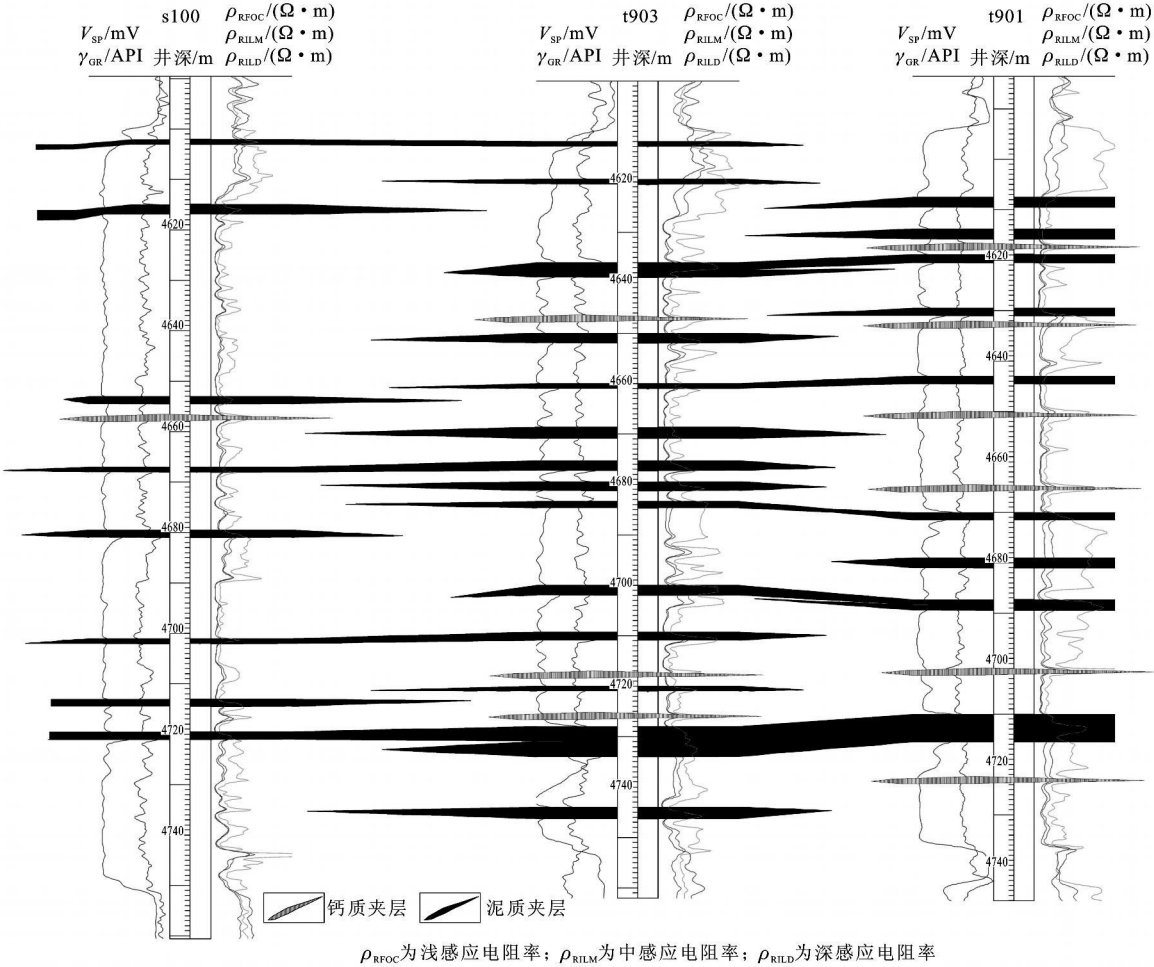 s100
V_SP/mV
γ_GR/API
井深/m
ρ_RFOC/(Ω·m)
ρ_RILM/(Ω·m)
ρ_RILD/(Ω·m)
4620
4640
4660
4680
4700
4720
4740
t903
V_SP/mV
γ_GR/API
井深/m
ρ_RFOC/(Ω·m)
ρ_RILM/(Ω·m)
ρ_RILD/(Ω·m)
4620
4640
4660
4680
4700
4720
4740
t901
V_SP/mV
γ_GR/API
井深/m
ρ_RFOC/(Ω·m)
ρ_RILM/(Ω·m)
ρ_RILD/(Ω·m)
4620
4640
4660
4680
4700
4720
4740
钙质夹层
泥质夹层
ρ_RFOC为浅感应电阻率；ρ_RILM为中感应电阻率；ρ_RILD为深感应电阻率